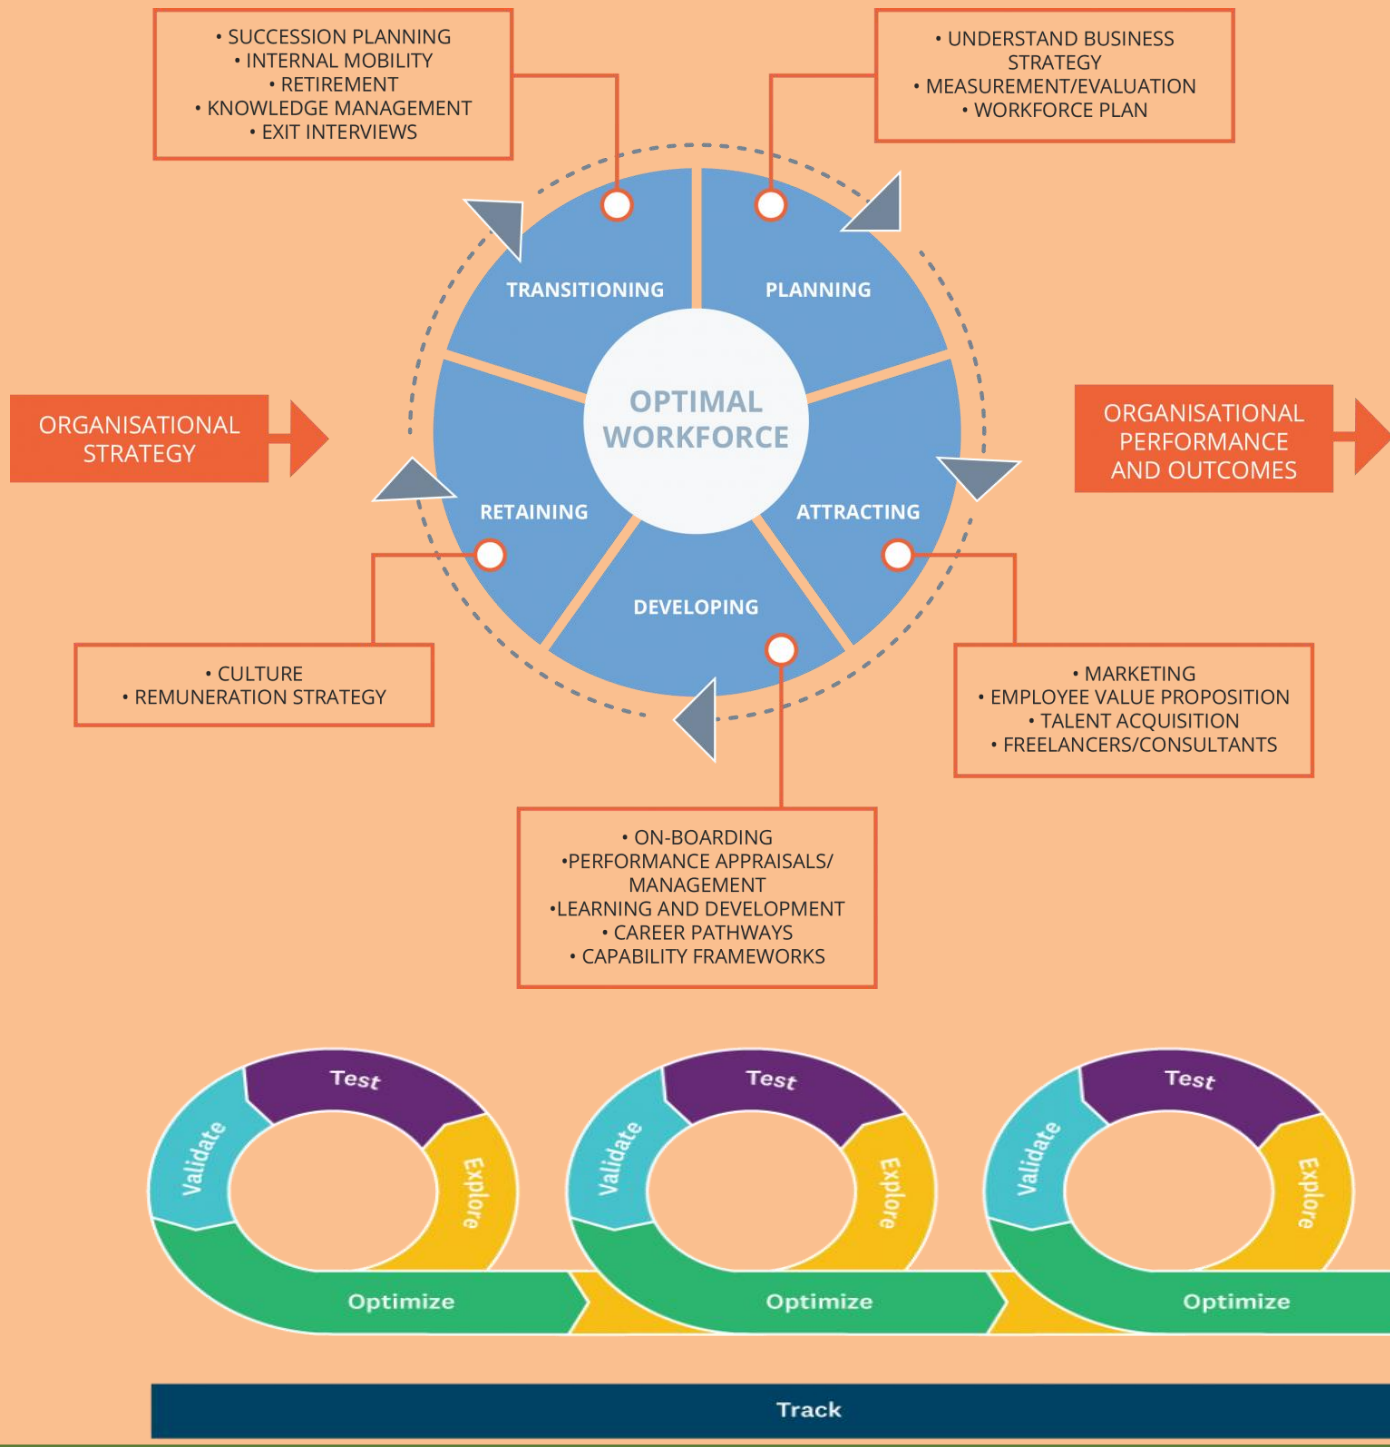 • SUCCESSION PLANNING
• INTERNAL MOBILITY
• RETIREMENT
• KNOWLEDGE MANAGEMENT
• EXIT INTERVIEWS
• UNDERSTAND BUSINESS
STRATEGY
• MEASUREMENT/EVALUATION
• WORKFORCE PLAN
TRANSITIONING
PLANNING
OPTIMAL
WORKFORCE
ORGANISATIONAL
STRATEGY
ORGANISATIONAL
PERFORMANCE
AND OUTCOMES
RETAINING
ATTRACTING
DEVELOPING
• CULTURE
• REMUNERATION STRATEGY
• MARKETING
• EMPLOYEE VALUE PROPOSITION
• TALENT ACQUISITION
• FREELANCERS/CONSULTANTS
• ON-BOARDING
•PERFORMANCE APPRAISALS/
MANAGEMENT
•LEARNING AND DEVELOPMENT
• CAREER PATHWAYS
• CAPABILITY FRAMEWORKS
Test
Validate
Explore
Optimize
Test
Validate
Explore
Optimize
Test
Validate
Explore
Optimize
Track